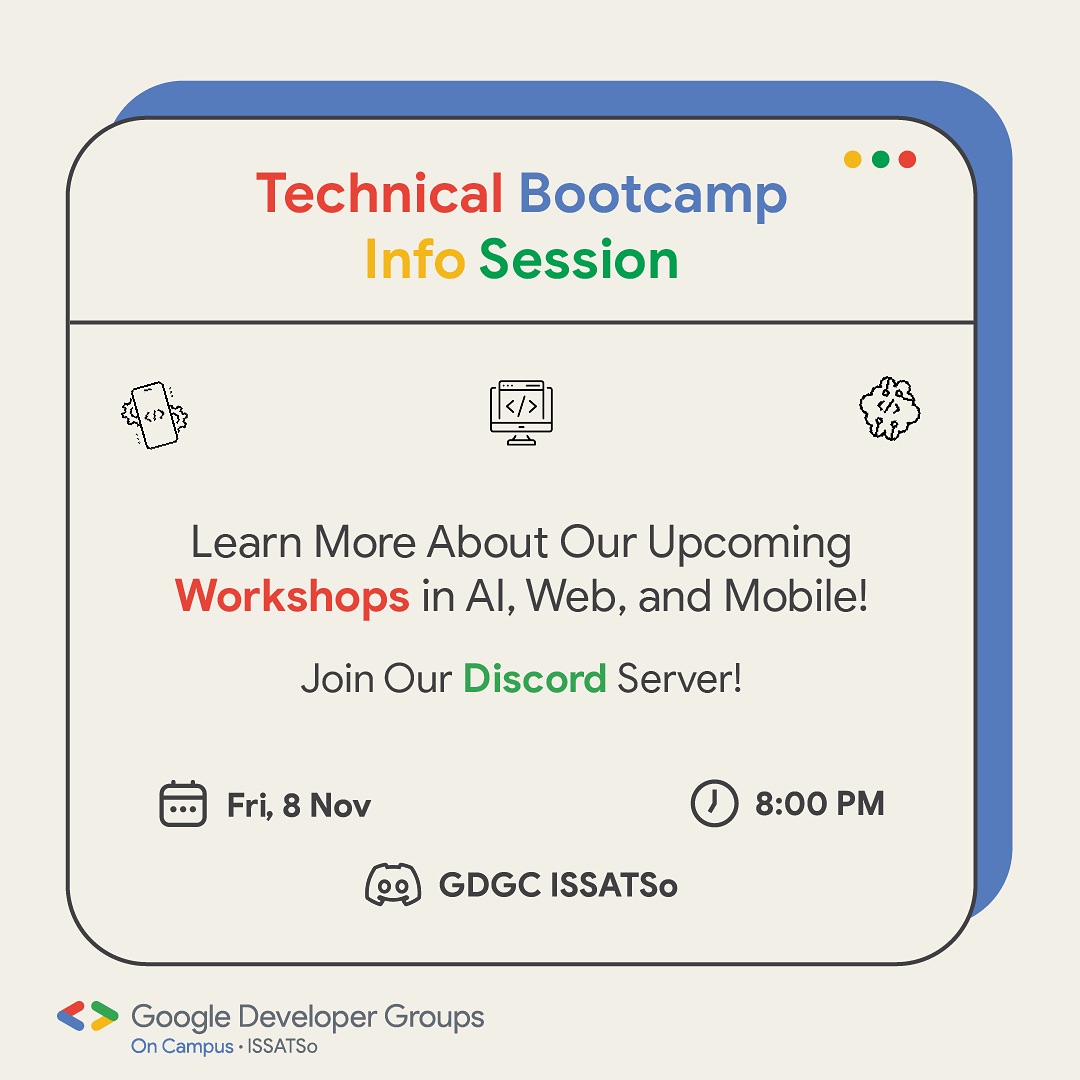 Technical Bootcamp
Info Session
Learn More About Our Upcoming
Workshops in AI, Web, and Mobile!
Join Our Discord Server!
Fri, 8 Nov
8:00 PM
GDGC ISSATSo
Google Developer Groups
On Campus · ISSATSo